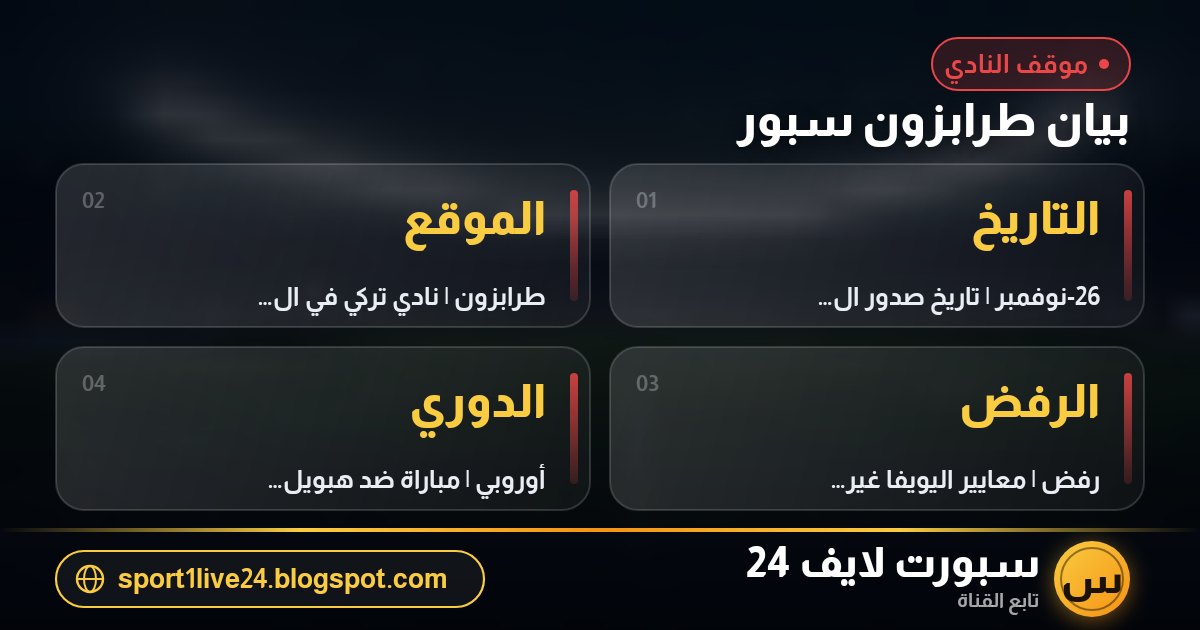 • موقف النادي
بيان طرابزون سبور
01
التاريخ
26-نوفمبر | تاريخ صدور ال...
02
الموقع
طرابزون | نادي تركي في ال...
03
الرفض
رفض | معايير اليويفا غير...
04
الدوري
أوروبي | مباراة ضد هبويل...
س
سبورت لايف 24
تابع القناة
sport1live24.blogspot.com